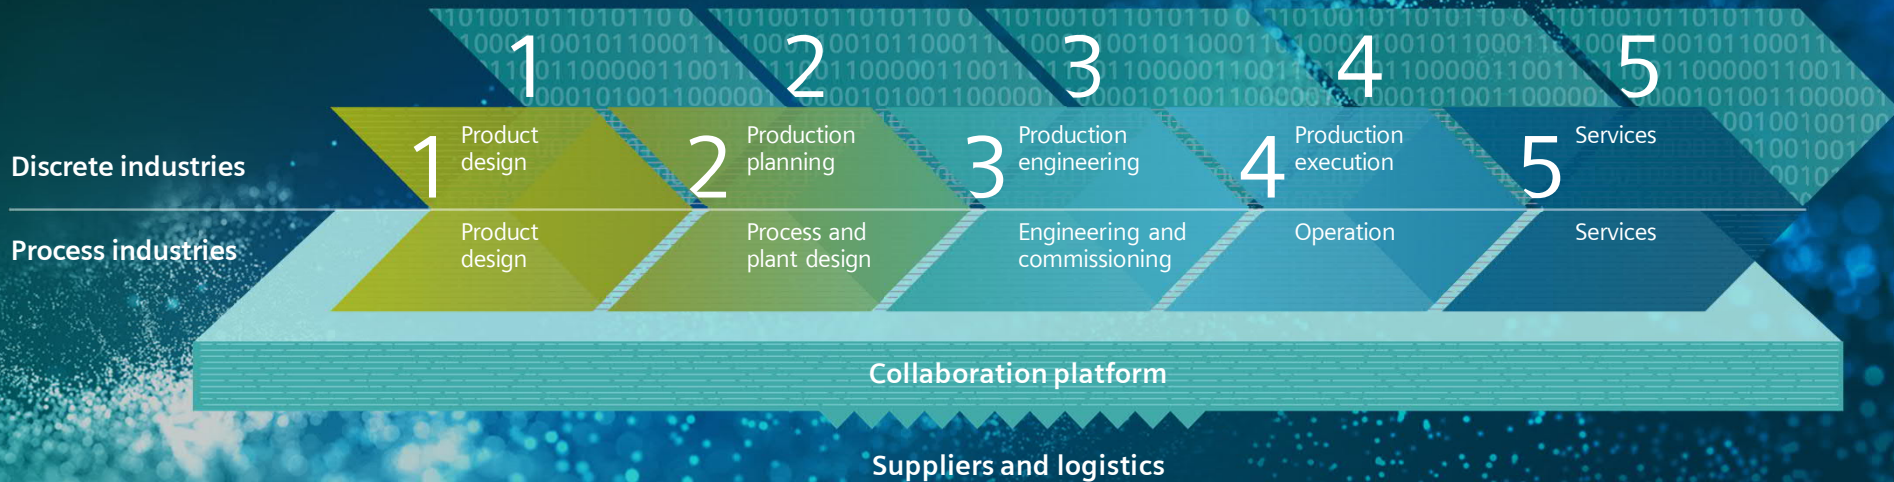 1 2 3 4 5
1 Product
design
2 Production
planning
3 Production
engineering
4 Production
execution
5 Services
Discrete industries
Process industries
Product
design
Process and
plant design
Engineering and
commissioning
Operation
Services
Collaboration platform
Suppliers and logistics